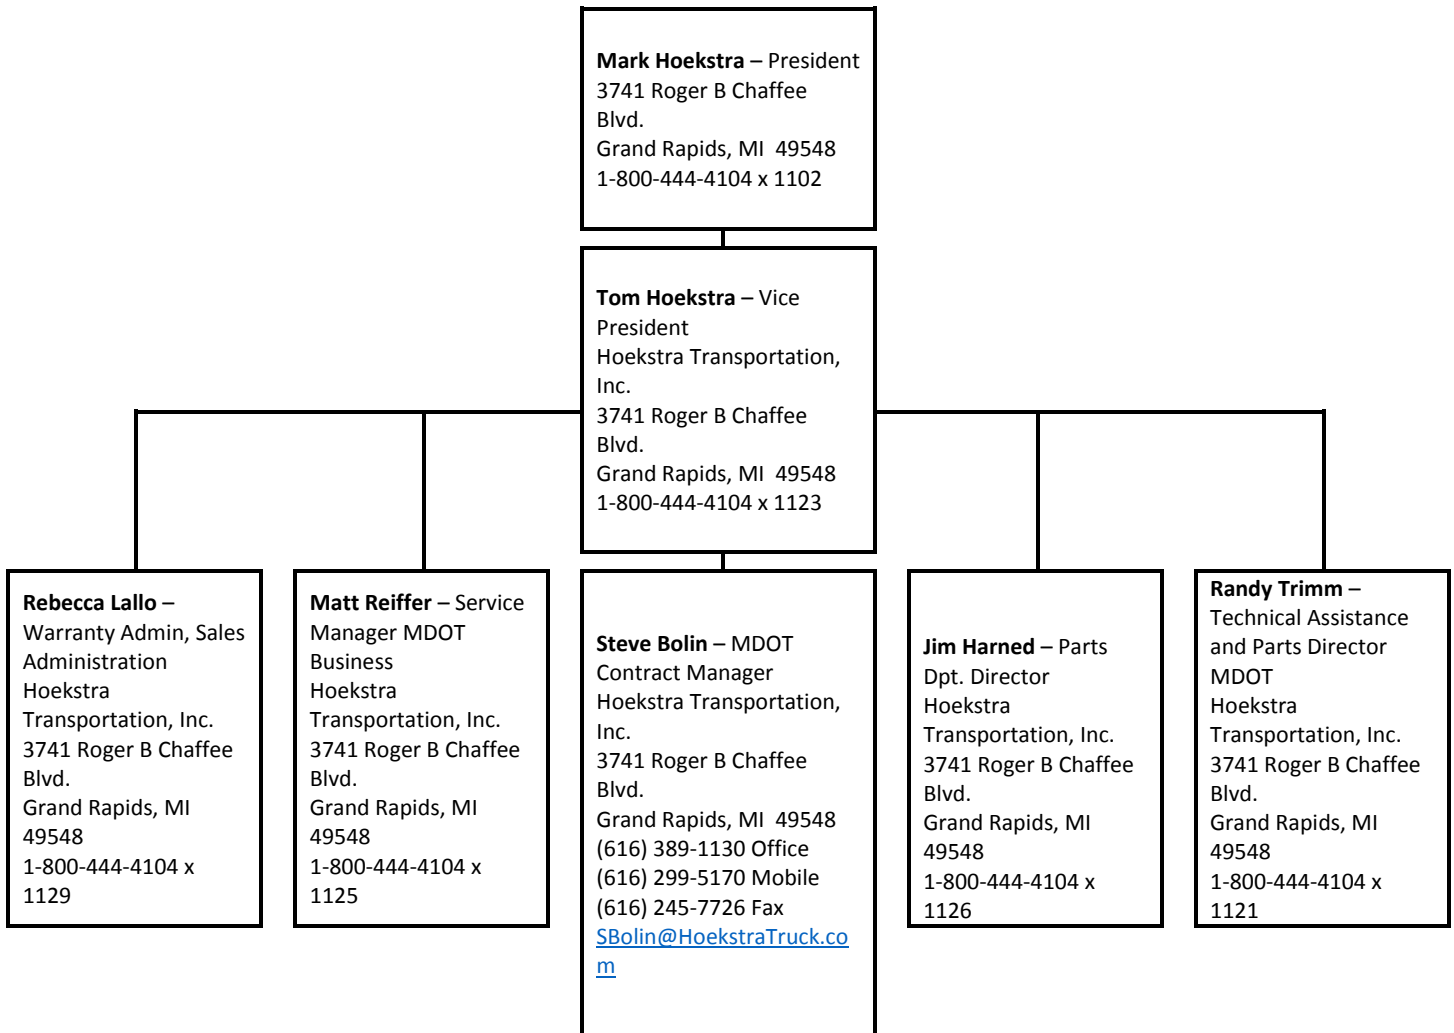 Mark Hoekstra – President
3741 Roger B Chaffee
Blvd.
Grand Rapids, MI  49548
1-800-444-4104 x 1102
Tom Hoekstra – Vice
President
Hoekstra Transportation,
Inc.
3741 Roger B Chaffee
Blvd.
Grand Rapids, MI  49548
1-800-444-4104 x 1123
Rebecca Lallo –
Warranty Admin, Sales
Administration
Hoekstra
Transportation, Inc.
3741 Roger B Chaffee
Blvd.
Grand Rapids, MI
49548
1-800-444-4104 x
1129
Matt Reiffer – Service
Manager MDOT
Business
Hoekstra
Transportation, Inc.
3741 Roger B Chaffee
Blvd.
Grand Rapids, MI
49548
1-800-444-4104 x
1125
Steve Bolin – MDOT
Contract Manager
Hoekstra Transportation,
Inc.
3741 Roger B Chaffee
Blvd.
Grand Rapids, MI  49548
(616) 389-1130 Office
(616) 299-5170 Mobile
(616) 245-7726 Fax
SBolin@HoekstraTruck.co
m
Jim Harned – Parts
Dpt. Director
Hoekstra
Transportation, Inc.
3741 Roger B Chaffee
Blvd.
Grand Rapids, MI
49548
1-800-444-4104 x
1126
Randy Trimm –
Technical Assistance
and Parts Director
MDOT
Hoekstra
Transportation, Inc.
3741 Roger B Chaffee
Blvd.
Grand Rapids, MI
49548
1-800-444-4104 x
1121